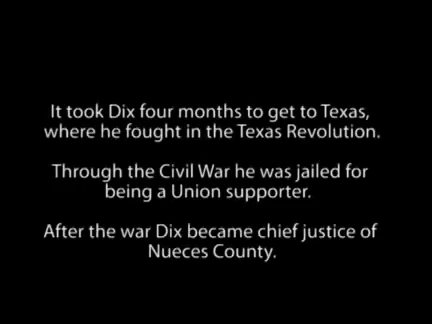 It took Dix four months to get to Texas,
where he fought in the Texas Revolution.
Through the Civil War he was jailed for
being a Union supporter.
After the war Dix became chief justice of
Nueces County.